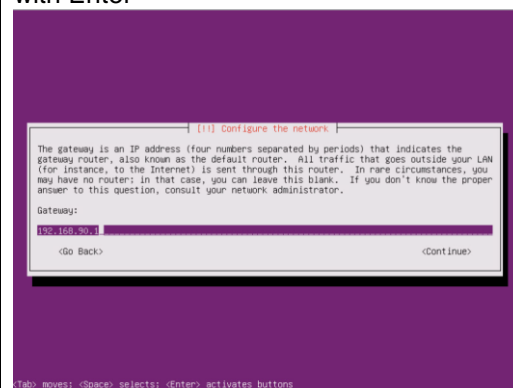 with Enter
[!!] Configure the network
The gateway is an IP address (four numbers separated by periods) that indicates the
gateway router, also known as the default router. All traffic that goes outside your LAN
(for instance, to the Internet) is sent through this router. In rare circumstances, you
may have no router; in that case, you can leave this blank. If you don't know the proper
answer to this question, consult your network administrator.
Gateway:
192.168.90.1
<Go Back> <Continue>
<Tab> moves; <Space> selects; <Enter> activates buttons